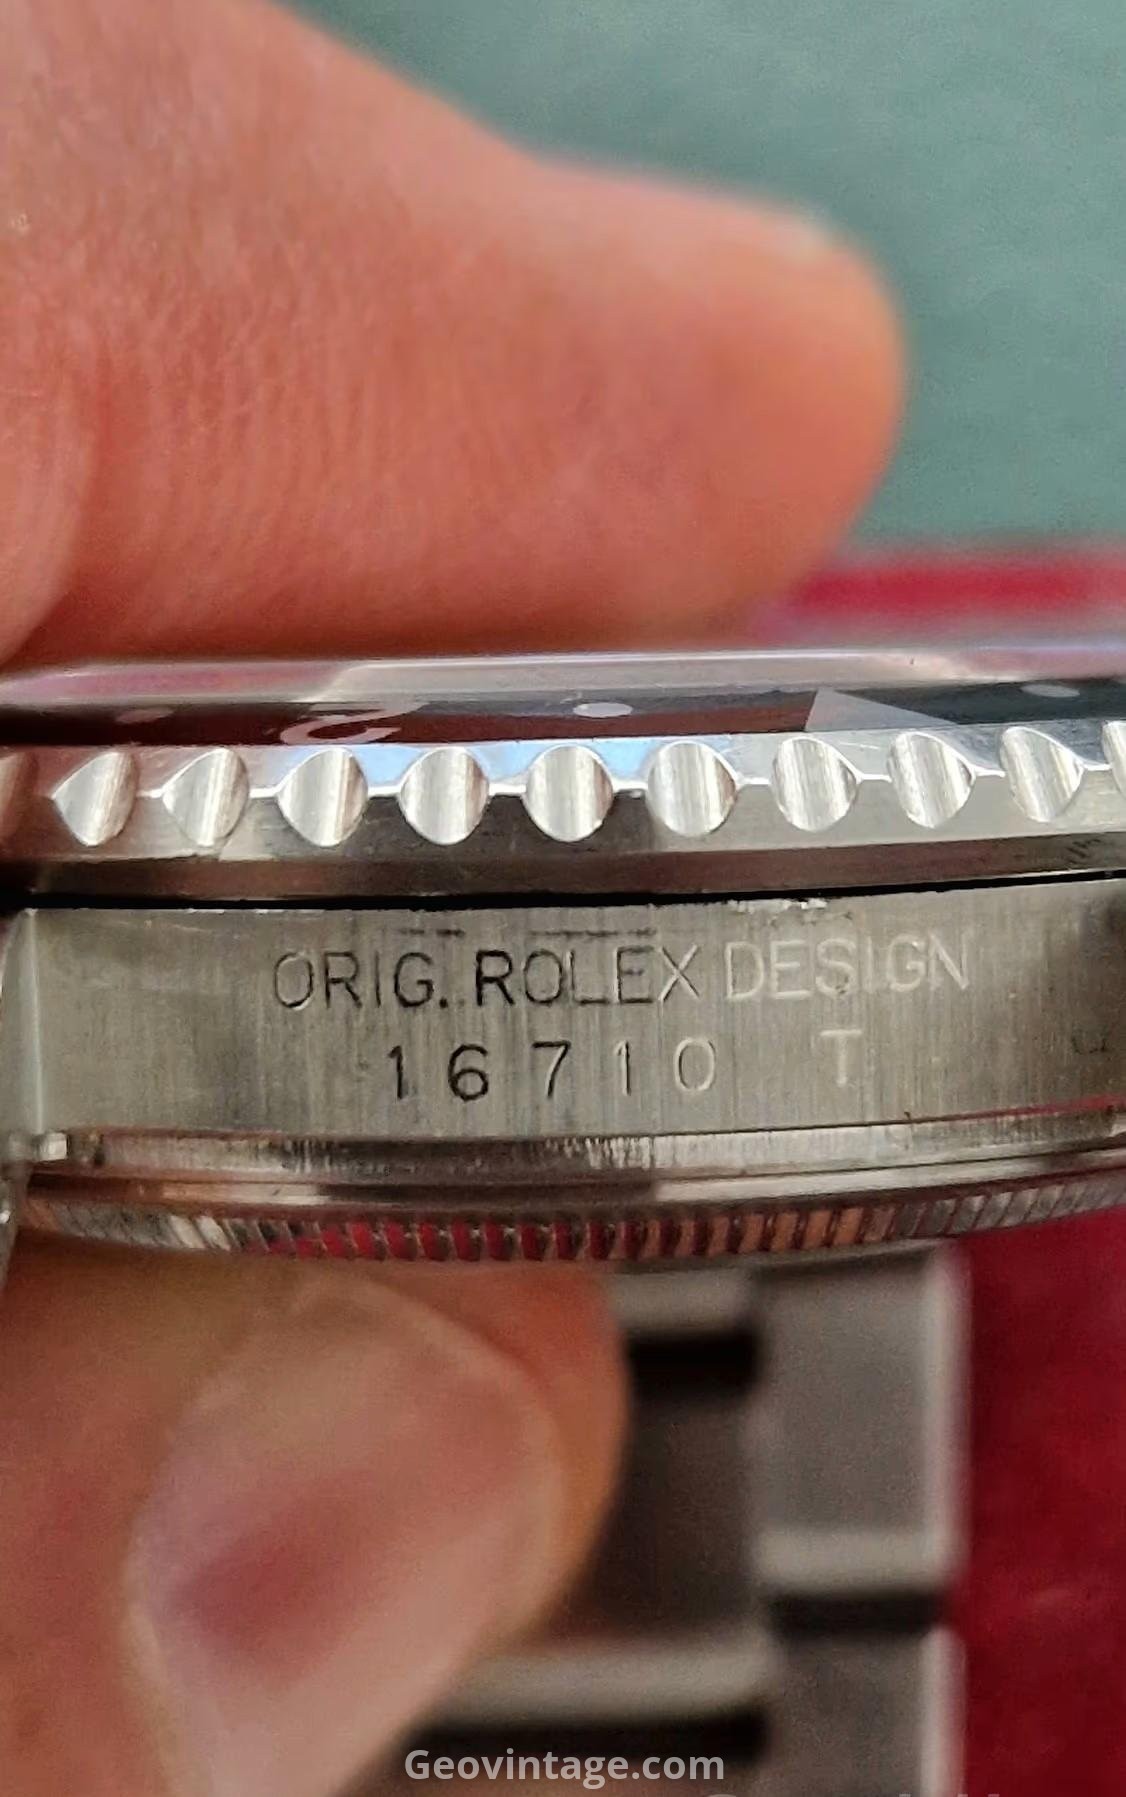 ORIG. ROLEX DESIGN
16710 T
Geovintage.com